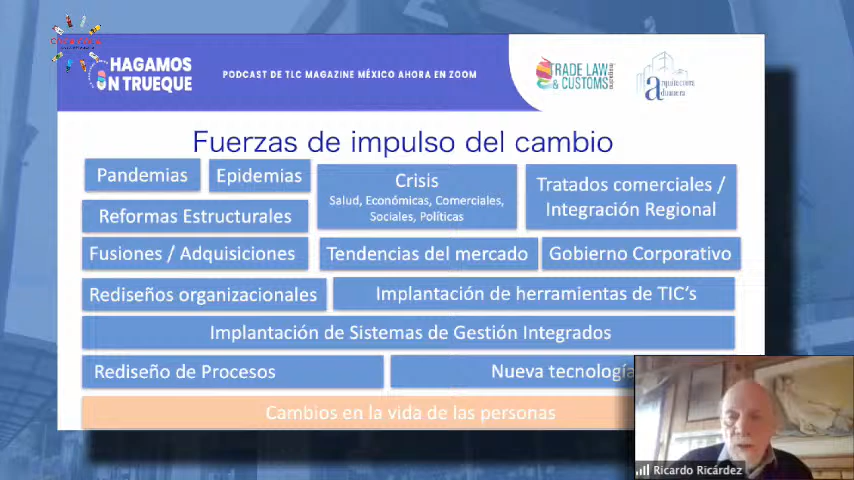 HAGAMOS
UN TRUEQUE
PODCAST DE TLC MAGAZINE MÉXICO AHORA EN ZOOM
TRADE LAW
& CUSTOMS
arquitectura
aduanera
Fuerzas de impulso del cambio
Pandemias
Epidemias
Crisis
Salud, Económicas, Comerciales,
Sociales, Políticas
Tratados comerciales /
Integración Regional
Reformas Estructurales
Fusiones / Adquisiciones
Tendencias del mercado
Gobierno Corporativo
Rediseños organizacionales
Implantación de herramientas de TIC’s
Implantación de Sistemas de Gestión Integrados
Rediseño de Procesos
Nueva tecnología
Cambios en la vida de las personas
Ricardo Ricárdez